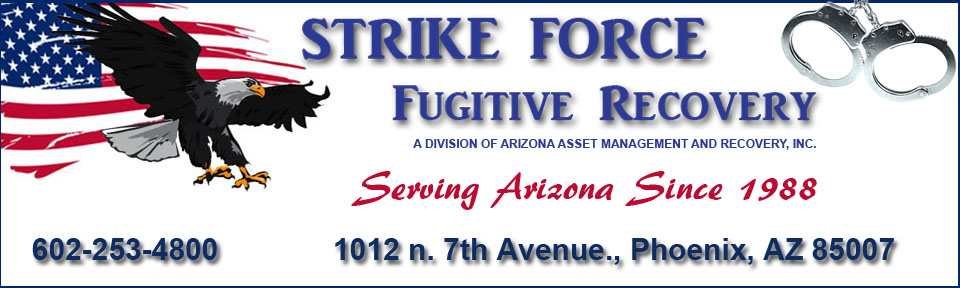 STRIKE FORCE
FUGITIVE RECOVERY
A DIVISION OF ARIZONA ASSET MANAGEMENT AND RECOVERY, INC.
Serving Arizona Since 1988
602-253-4800 1012 n. 7th Avenue., Phoenix, AZ 85007